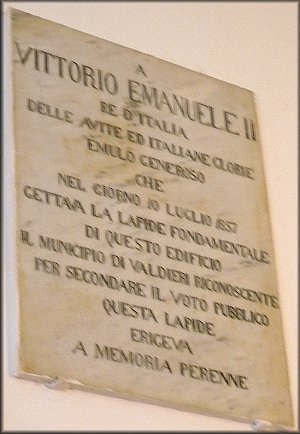 A
VITTORIO EMANUELE II
RE D'ITALIA
DELLE AVITE ED ITALIANE GLORIE
EMULO GENEROSO
CHE
NEL GIORNO 10 LUGLIO 1857
GETTAVA LA LAPIDE FONDAMENTALE
DI QUESTO EDIFICIO
IL MUNICIPIO DI VALDIERI RICONOSCENTE
PER SECONDARE IL VOTO PUBBLICO
QUESTA LAPIDE
ERIGEVA
A MEMORIA PERENNE